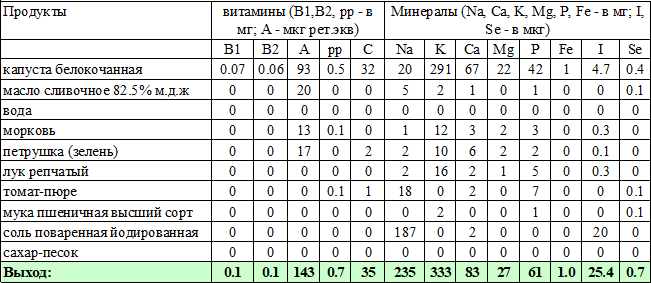 Продукты витамины (B1,B2, pp - в мг; A - мкг рет.экв) Минералы (Na, Ca, K, Mg, P, Fe - в мг; I, Se - в мкг)
B1 B2 A pp C Na K Ca Mg P Fe I Se
капуста белокочанная 0.07 0.06 93 0.5 32 20 291 67 22 42 1 4.7 0.4
масло сливочное 82.5% м.д.ж 0 0 20 0 0 5 2 1 0 1 0 0 0.1
вода 0 0 0 0 0 0 0 0 0 0 0 0 0
морковь 0 0 13 0.1 0 1 12 3 2 3 0 0.3 0
петрушка (зелень) 0 0 17 0 2 2 10 6 2 2 0 0.1 0
лук репчатый 0 0 0 0 0 2 16 2 1 5 0 0.3 0
томат-пюре 0 0 0 0.1 1 18 0 2 0 7 0 0 0.1
мука пшеничная высший сорт 0 0 0 0 0 0 2 0 0 1 0 0 0.1
соль поваренная йодированная 0 0 0 0 0 187 0 2 0 0 0 20 0
сахар-песок 0 0 0 0 0 0 0 0 0 0 0 0 0
Выход: 0.1 0.1 143 0.7 35 235 333 83 27 61 1.0 25.4 0.7